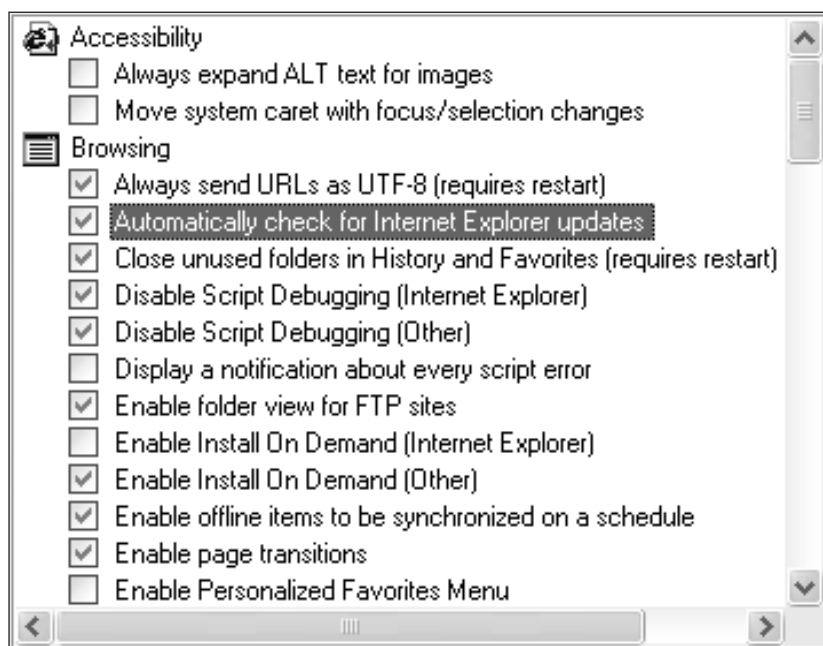 Accessibility
Always expand ALT text for images
Move system caret with focus/selection changes
Browsing
Always send URLs as UTF-8 (requires restart)
Automatically check for Internet Explorer updates
Close unused folders in History and Favorites (requires restart)
Disable Script Debugging (Internet Explorer)
Disable Script Debugging (Other)
Display a notification about every script error
Enable folder view for FTP sites
Enable Install On Demand (Internet Explorer)
Enable Install On Demand (Other)
Enable offline items to be synchronized on a schedule
Enable page transitions
Enable Personalized Favorites Menu